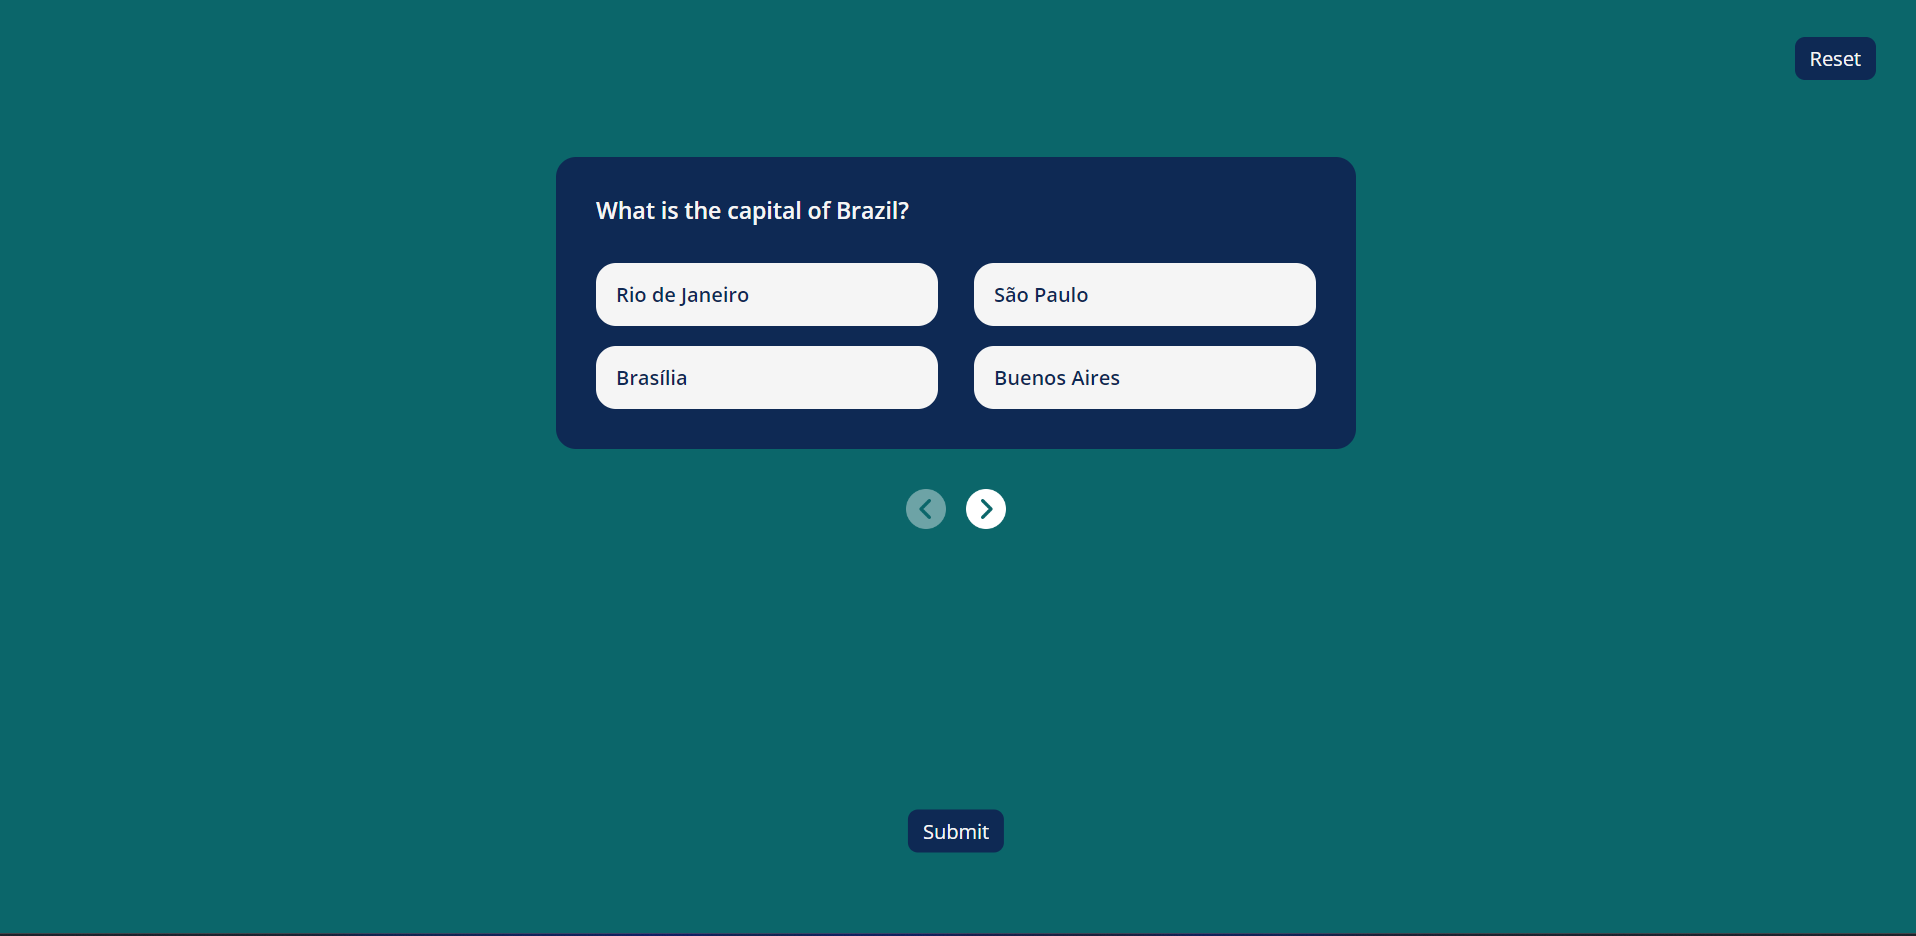 Reset
What is the capital of Brazil?
Rio de Janeiro
São Paulo
Brasília
Buenos Aires
Submit